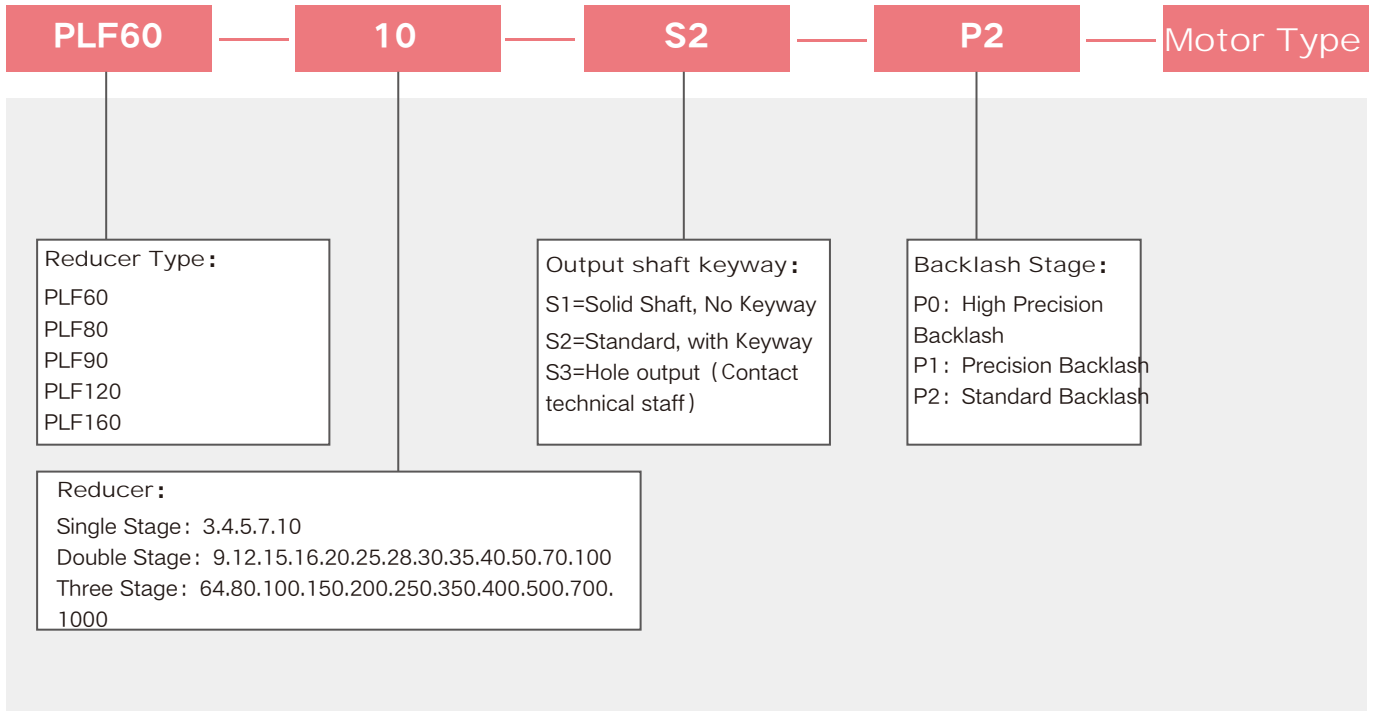 PLF60 10 S2 P2 Motor Type
Reducer Type:
PLF60
PLF80
PLF90
PLF120
PLF160
Output shaft keyway:
S1=Solid Shaft, No Keyway
S2=Standard, with Keyway
S3=Hole output (Contact
technical staff)
Backlash Stage:
P0: High Precision
Backlash
P1: Precision Backlash
P2: Standard Backlash
Reducer:
Single Stage: 3.4.5.7.10
Double Stage: 9.12.15.16.20.25.28.30.35.40.50.70.100
Three Stage: 64.80.100.150.200.250.350.400.500.700.
1000